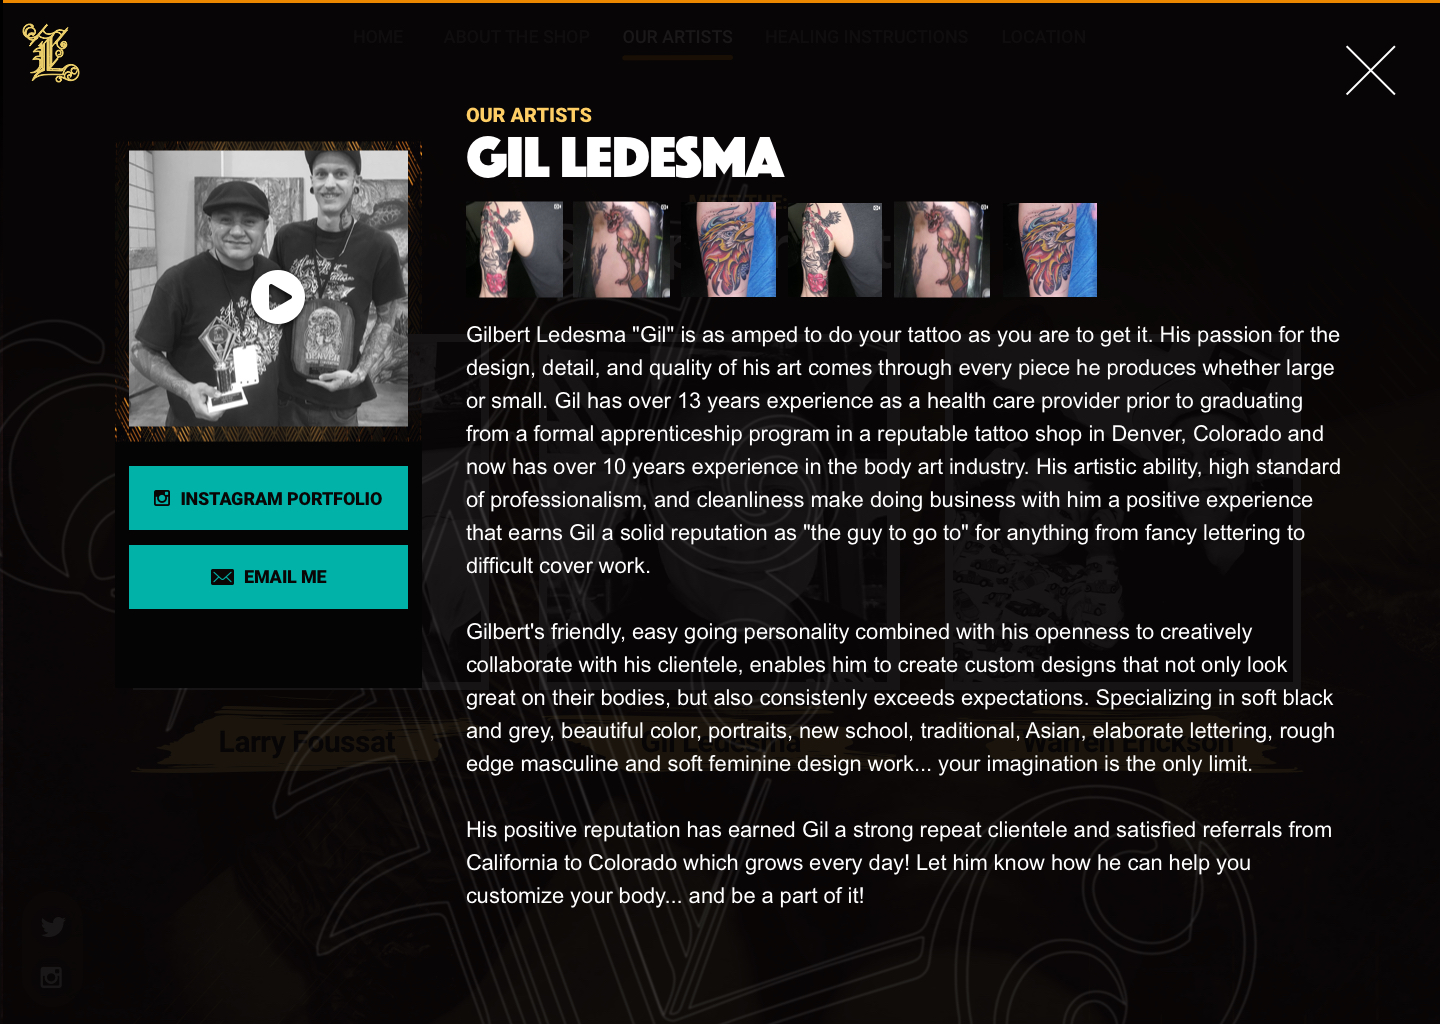 HOME ABOUT THE SHOP OUR ARTISTS HEALING INSTRUCTIONS LOCATION
OUR ARTISTS
GIL LEDESMA
MEET THE
Gilbert Ledesma "Gil" is as amped to do your tattoo as you are to get it. His passion for the
design, detail, and quality of his art comes through every piece he produces whether large
or small. Gil has over 13 years experience as a health care provider prior to graduating
from a formal apprenticeship program in a reputable tattoo shop in Denver, Colorado and
now has over 10 years experience in the body art industry. His artistic ability, high standard
of professionalism, and cleanliness make doing business with him a positive experience
that earns Gil a solid reputation as "the guy to go to" for anything from fancy lettering to
difficult cover work.
Gilbert's friendly, easy going personality combined with his openness to creatively
collaborate with his clientele, enables him to create custom designs that not only look
great on their bodies, but also consistenly exceeds expectations. Specializing in soft black
and grey, beautiful color, portraits, new school, traditional, Asian, elaborate lettering, rough
edge masculine and soft feminine design work... your imagination is the only limit.
His positive reputation has earned Gil a strong repeat clientele and satisfied referrals from
California to Colorado which grows every day! Let him know how he can help you
customize your body... and be a part of it!
DENVER
INSTAGRAM PORTFOLIO
EMAIL ME
Larry Foussat Gil Ledesma Warren Erickson